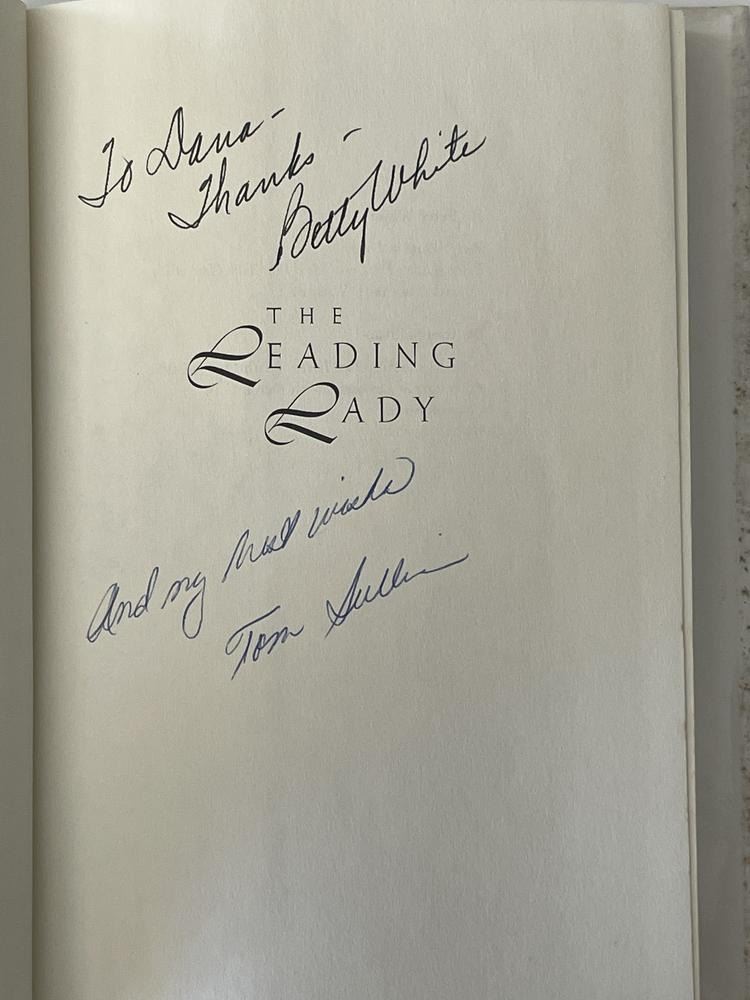 To Dana -
Thanks -
Betty White
THE
LEADING
LADY
And my best wishes
Tom Sullivan